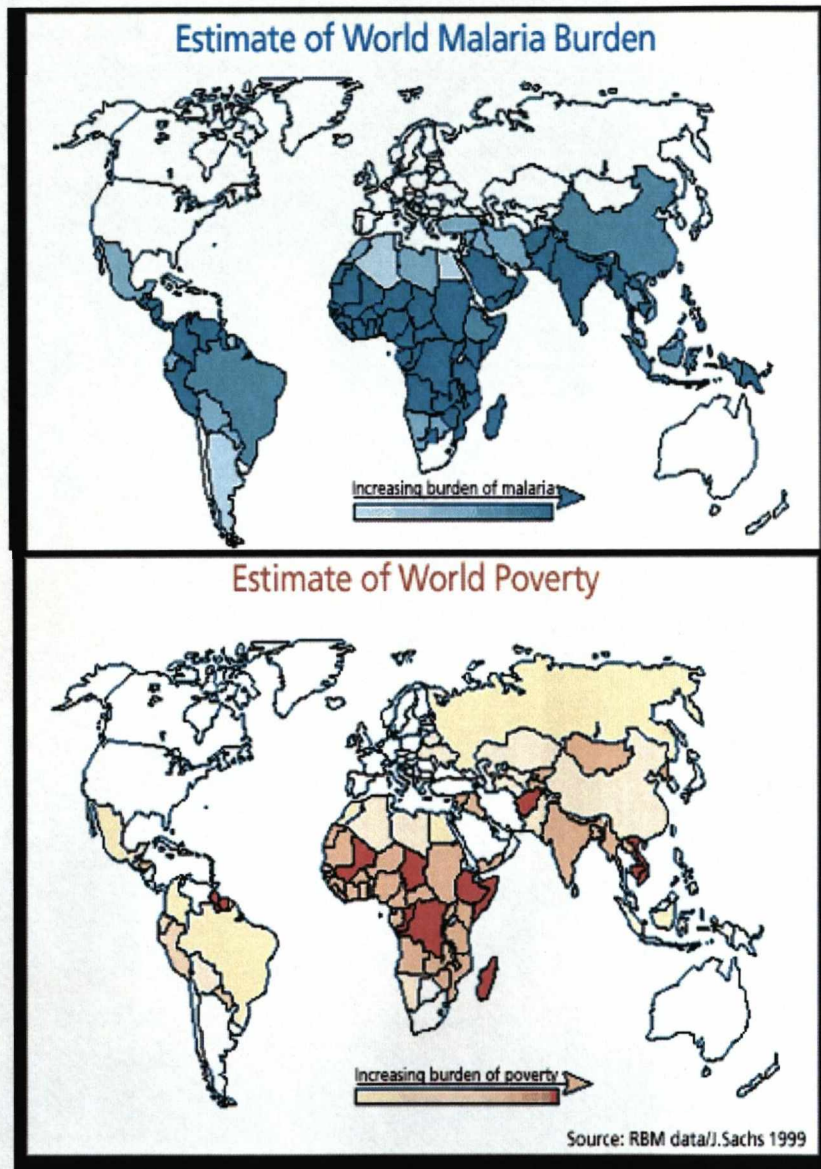 Estimate of World Malaria Burden
Increasing burden of malaria
Estimate of World Poverty
Increasing burden of poverty
Source: RBM data/J.Sachs 1999